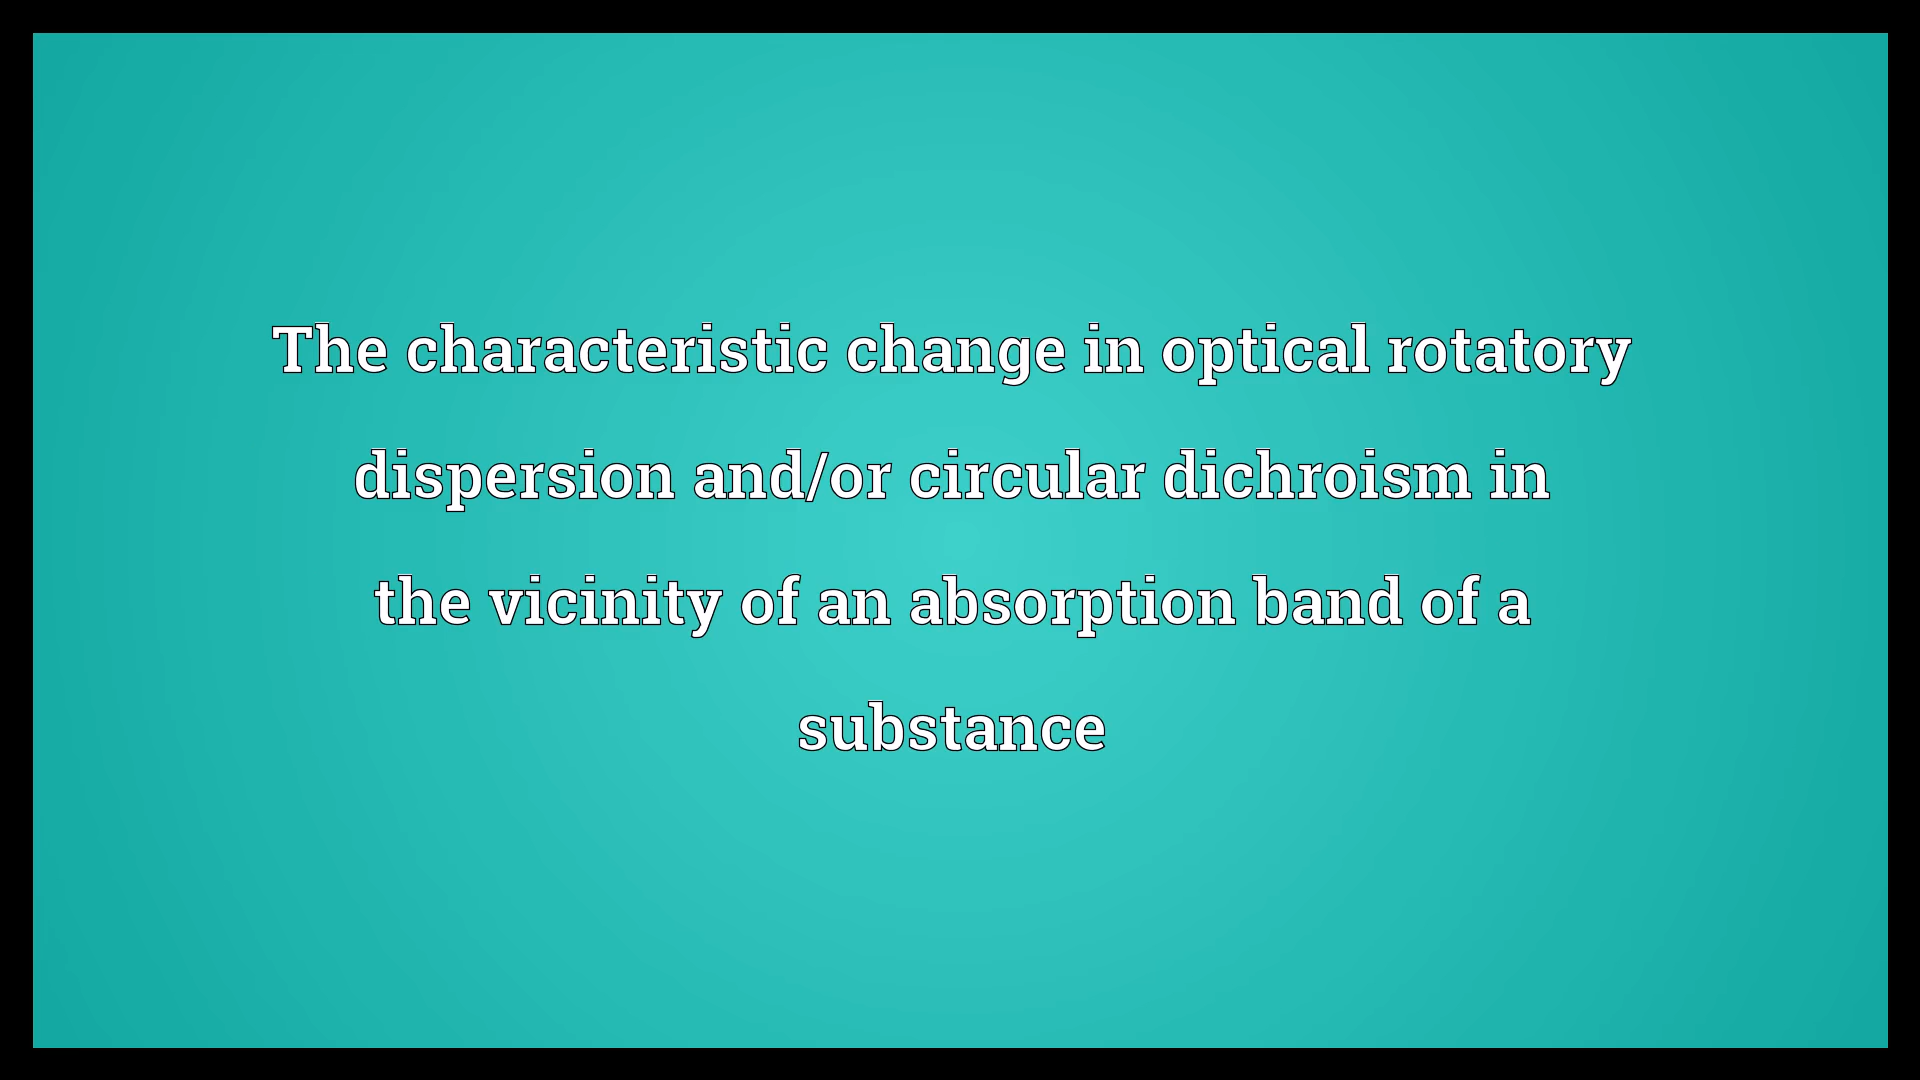 The characteristic change in optical rotatory
dispersion and/or circular dichroism in
the vicinity of an absorption band of a
substance